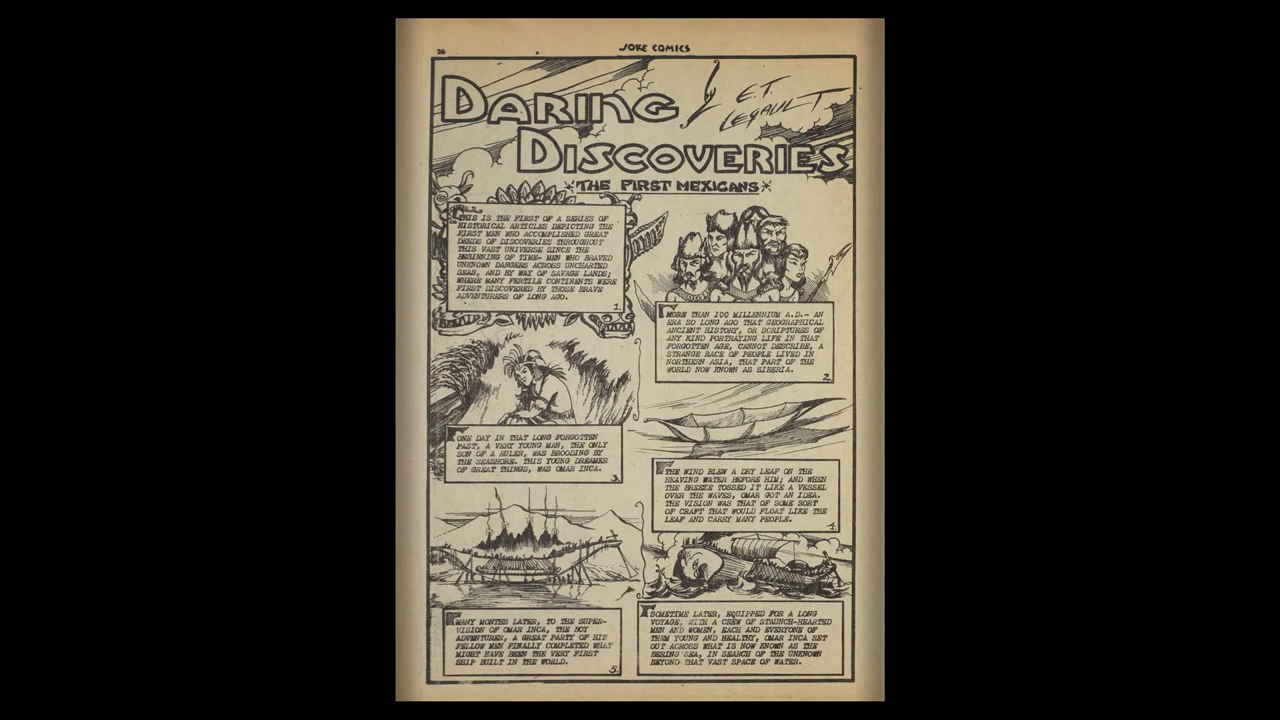 26
JOKE COMICS
DARING
DISCOVERIES
by E.T.
LEGAULT
THE FIRST MEXICANS
THIS IS THE FIRST OF A SERIES OF
HISTORICAL ARTICLES DEPICTING THE
FIRST MEN WHO ACCOMPLISHED GREAT
DEEDS OF DISCOVERIES THROUGHOUT
THIS VAST UNIVERSE SINCE THE
BEGINNING OF TIME- MEN WHO BRAVED
UNKNOWN DANGERS ACROSS UNCHARTED
SEAS, AND BY WAY OF SAVAGE LANDS;
WHERE MANY FERTILE CONTINENTS WERE
FIRST DISCOVERED BY THOSE BRAVE
ADVENTURERS OF LONG AGO.
1.
MORE THAN 100 MILLENNIUM A.D.- AN
ERA SO LONG AGO THAT GEOGRAPHICAL
ANCIENT HISTORY, OR SCRIPTURES OF
ANY KIND PORTRAYING LIFE IN THAT
FORGOTTEN AGE, CANNOT DESCRIBE, A
STRANGE RACE OF PEOPLE LIVED IN
NORTHERN ASIA, THAT PART OF THE
WORLD NOW KNOWN AS SIBERIA.
2.
ONE DAY IN THAT LONG FORGOTTEN
PAST, A VERY YOUNG MAN, THE ONLY
SON OF A RULER, WAS BROODING BY
THE SEASHORE. THIS YOUNG DREAMER
OF GREAT THINGS, WAS OMAR INCA.
3.
THE WIND BLEW A DRY LEAF ON THE
HEAVING WATER BEFORE HIM; AND WHEN
THE BREEZE TOSSED IT LIKE A VESSEL
OVER THE WAVES, OMAR GOT AN IDEA.
THE VISION WAS THAT OF SOME SORT
OF CRAFT THAT WOULD FLOAT LIKE THE
LEAF AND CARRY MANY PEOPLE.
4.
MANY MONTHS LATER, TO THE SUPER-
VISION OF OMAR INCA, THE BOY
ADVENTURER, A GREAT PARTY OF HIS
FELLOW MEN FINALLY COMPLETED WHAT
MIGHT HAVE BEEN THE VERY FIRST
SHIP BUILT IN THE WORLD.
5.
SOMETIME LATER, EQUIPPED FOR A LONG
VOYAGE, WITH A CREW OF STAUNCH-HEARTED
MEN AND WOMEN, EACH AND EVERYONE OF
THEM YOUNG AND HEALTHY, OMAR INCA SET
OUT ACROSS WHAT IS NOW KNOWN AS THE
BERING SEA, IN SEARCH OF THE UNKNOWN
BEYOND THAT VAST SPACE OF WATER.